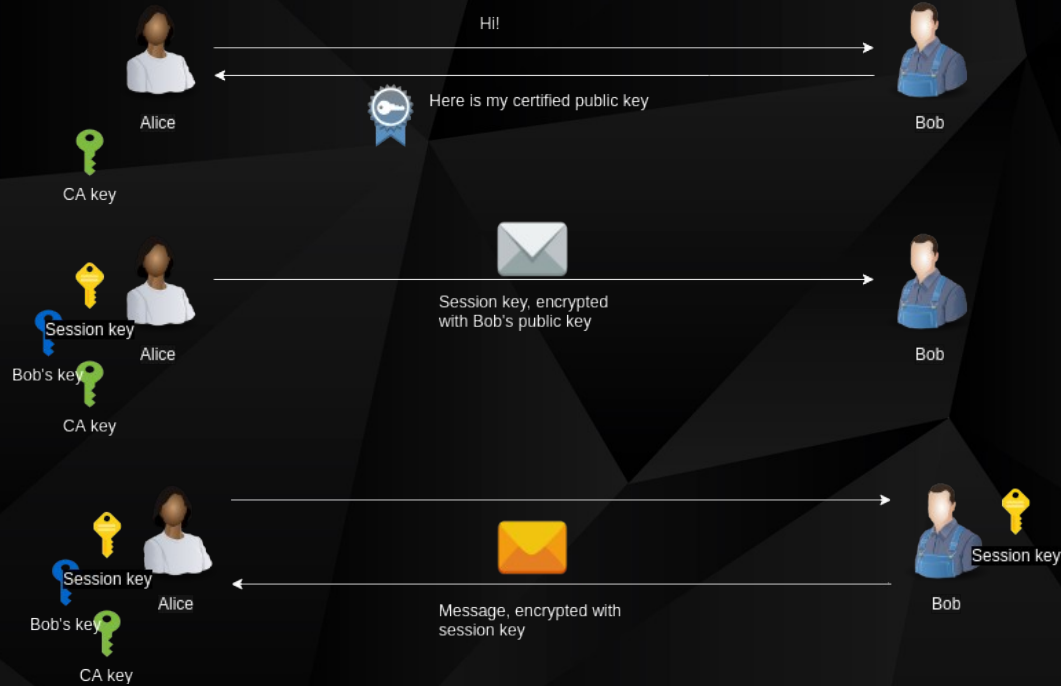 Hi!
Here is my certified public key
Alice
Bob
CA key
Session key, encrypted
with Bob's public key
Session key
Alice
Bob
Bob's key
CA key
Session key
Session key
Alice
Bob
Message, encrypted with
session key
Bob's key
CA key